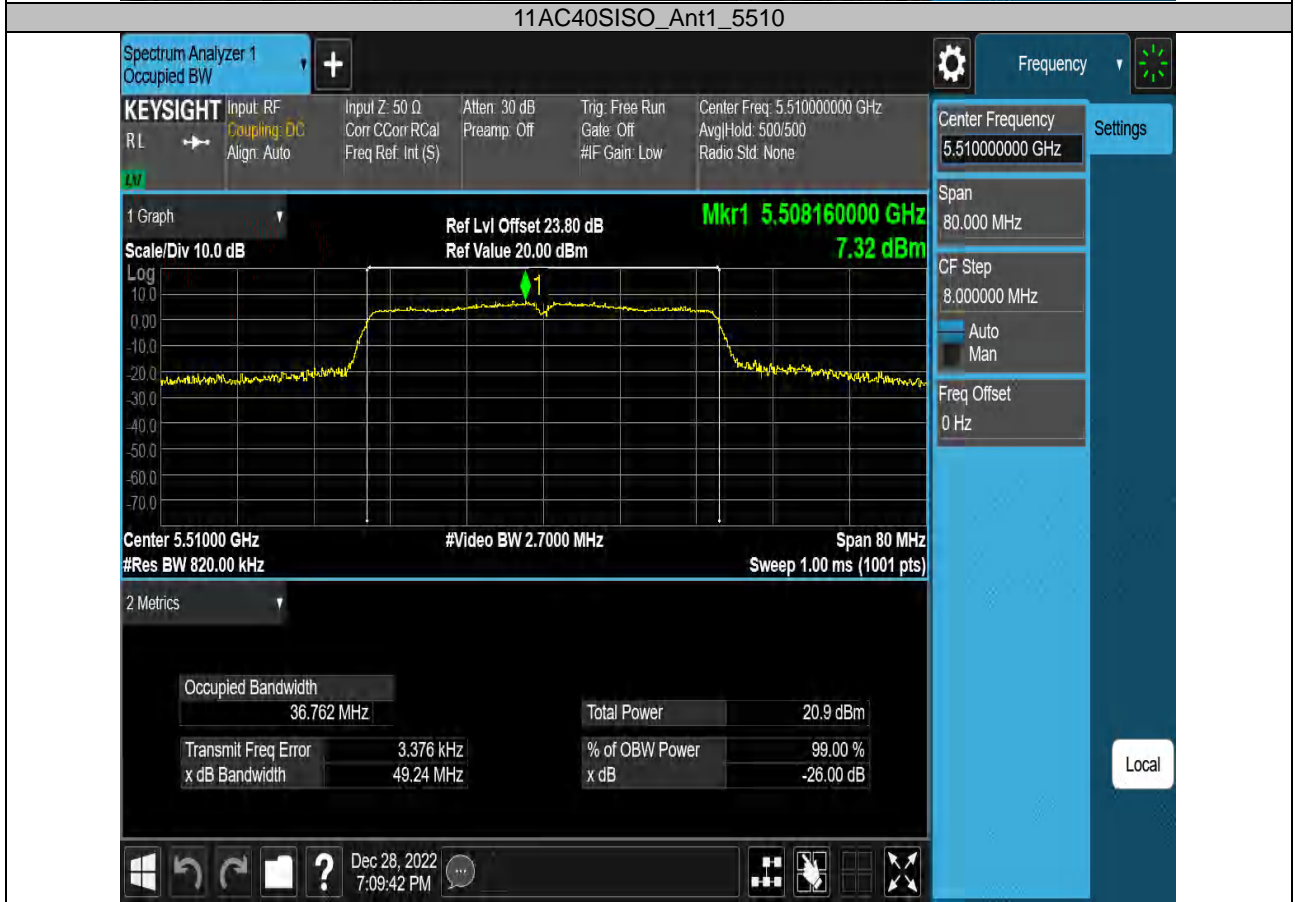 11AC40SISO_Ant1_5510
Spectrum Analyzer 1
Occupied BW
+
Frequency
KEYSIGHT
RL
LW
Input: RF
Coupling: DC
Align: Auto
Input Z: 50 Ω
Corr CCorr RCal
Freq Ref: Int (S)
Atten: 30 dB
Preamp: Off
Trig: Free Run
Gate: Off
#IF Gain: Low
Center Freq: 5.510000000 GHz
Avg|Hold: 500/500
Radio Std: None
Center Frequency
5.510000000 GHz
Settings
Span
80.000 MHz
CF Step
8.000000 MHz
Auto
Man
Freq Offset
0 Hz
1 Graph
Scale/Div 10.0 dB
Ref Lvl Offset 23.80 dB
Ref Value 20.00 dBm
Mkr1 5.508160000 GHz
7.32 dBm
Log
10.0
0.00
-10.0
-20.0
-30.0
-40.0
-50.0
-60.0
-70.0
1
Center 5.51000 GHz
#Res BW 820.00 kHz
#Video BW 2.7000 MHz
Span 80 MHz
Sweep 1.00 ms (1001 pts)
2 Metrics
Occupied Bandwidth
36.762 MHz
Total Power 20.9 dBm
Transmit Freq Error 3.376 kHz
% of OBW Power 99.00 %
x dB Bandwidth 49.24 MHz
x dB -26.00 dB
Local
?
Dec 28, 2022
7:09:42 PM